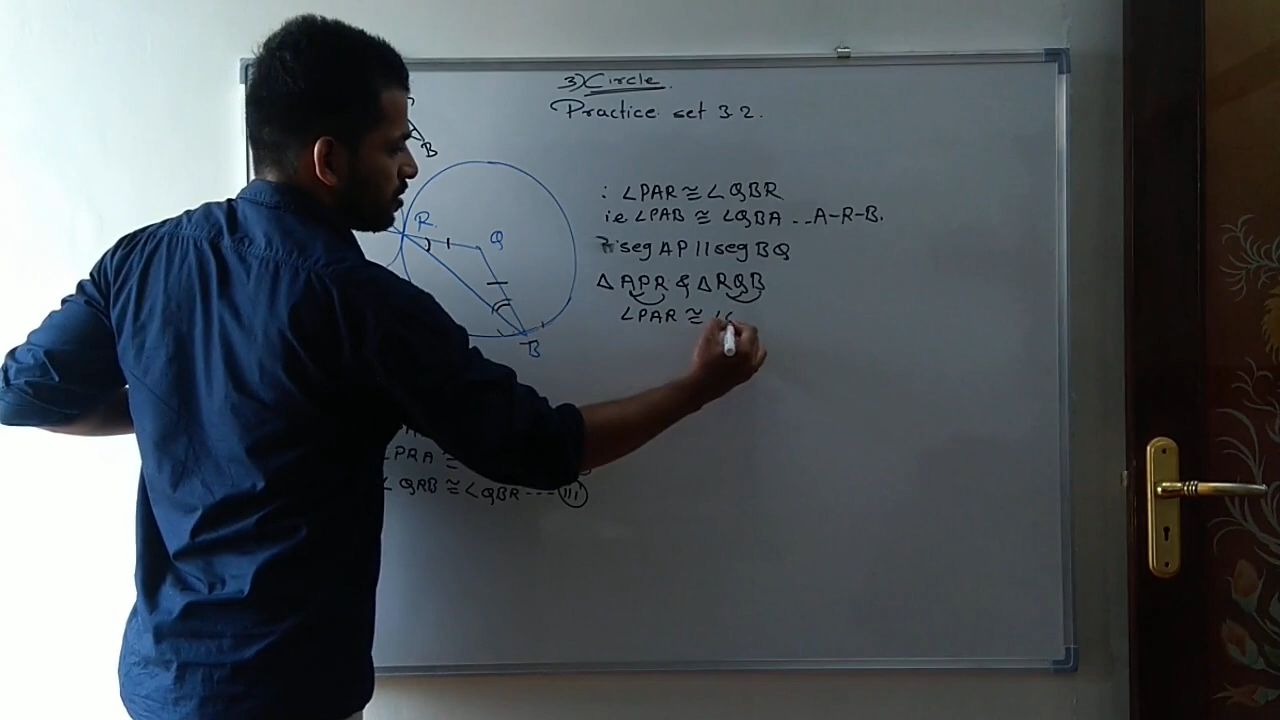 3) Circle
Practice set 3.2.
B
R
Q
B
∴ ∠PAR ≅ ∠QBR
i.e ∠PAB ≅ ∠QBA ...A-R-B.
seg AP || seg BQ
△ APR & △ RQB
∠PAR ≅
∠PRA ≅
∠QRB ≅ ∠QBR ---- (III)